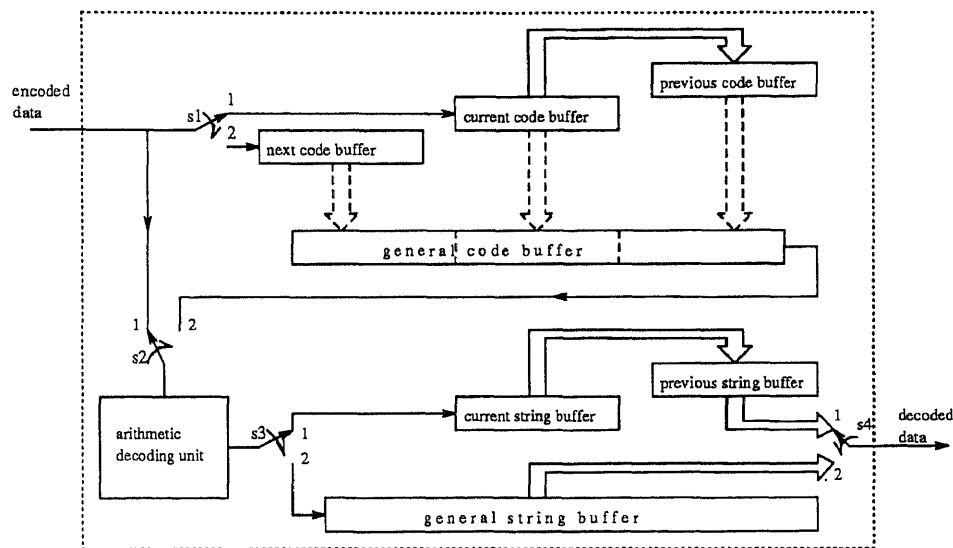 encoded
data
s1
1
2
current code buffer
previous code buffer
next code buffer
general code buffer
1
2
s2
current string buffer
previous string buffer
arithmetic
decoding unit
s3
1
2
1
s4
2
decoded
data
general string buffer